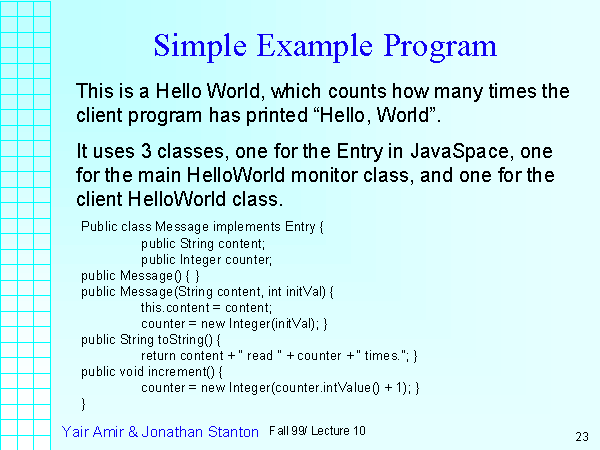 Simple Example Program
This is a Hello World, which counts how many times the
client program has printed “Hello, World”.
It uses 3 classes, one for the Entry in JavaSpace, one
for the main HelloWorld monitor class, and one for the
client HelloWorld class.
Public class Message implements Entry {
public String content;
public Integer counter;
public Message() { }
public Message(String content, int initVal) {
this.content = content;
counter = new Integer(initVal); }
public String toString() {
return content + " read " + counter + " times."; }
public void increment() {
counter = new Integer(counter.intValue() + 1); }
}
Yair Amir & Jonathan Stanton Fall 99/ Lecture 10
23